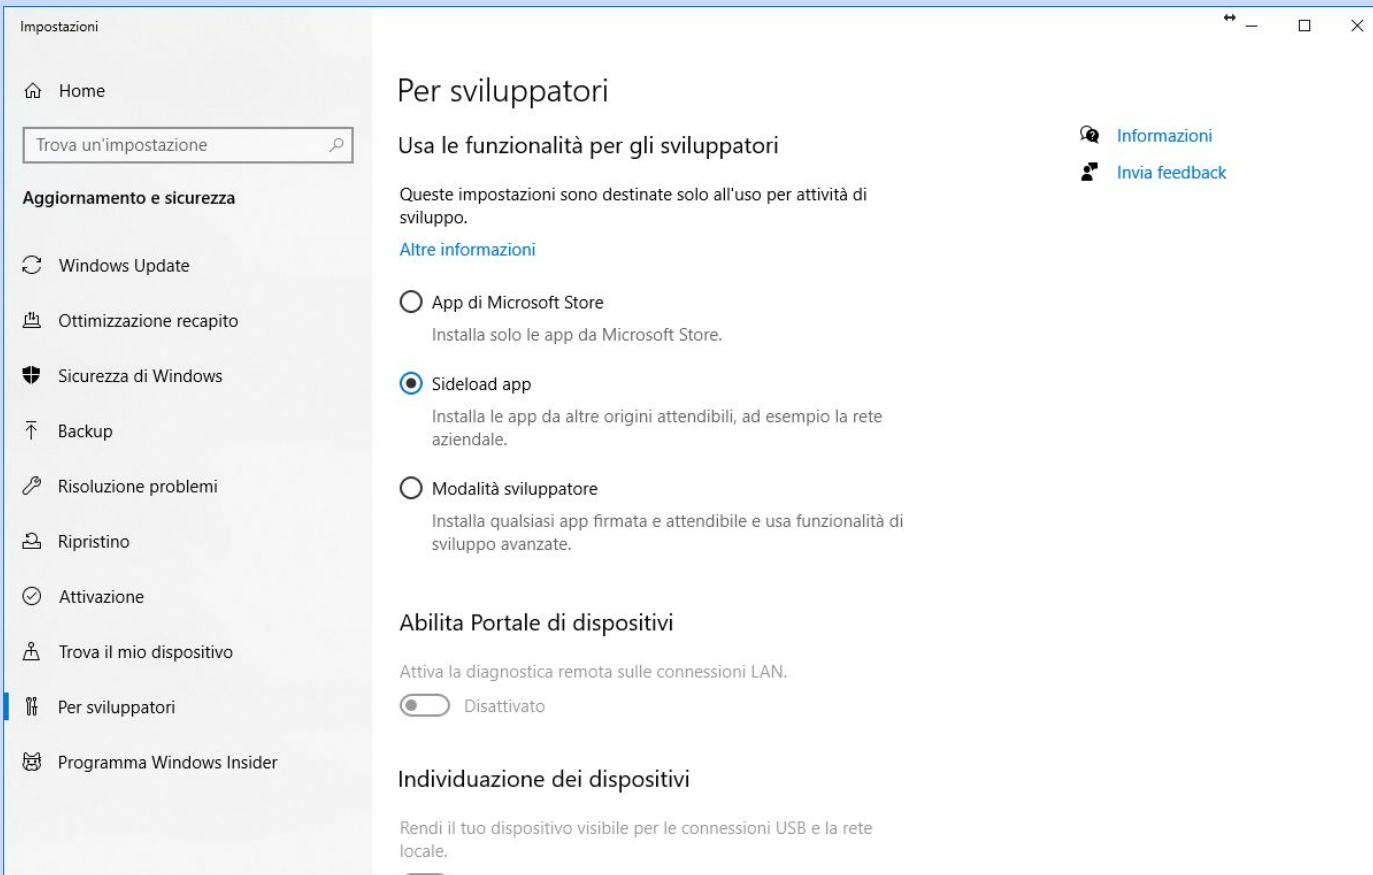 Impostazioni
Home
Trova un'impostazione
Aggiornamento e sicurezza
Windows Update
Ottimizzazione recapito
Sicurezza di Windows
Backup
Risoluzione problemi
Ripristino
Attivazione
Trova il mio dispositivo
Per sviluppatori
Programma Windows Insider
Per sviluppatori
Usa le funzionalità per gli sviluppatori
Queste impostazioni sono destinate solo all'uso per attività di
sviluppo.
Altre informazioni
App di Microsoft Store
Installa solo le app da Microsoft Store.
Sideload app
Installa le app da altre origini attendibili, ad esempio la rete
aziendale.
Modalità sviluppatore
Installa qualsiasi app firmata e attendibile e usa funzionalità di
sviluppo avanzate.
Abilita Portale di dispositivi
Attiva la diagnostica remota sulle connessioni LAN.
Disattivato
Individuazione dei dispositivi
Rendi il tuo dispositivo visibile per le connessioni USB e la rete
locale.
Informazioni
Invia feedback